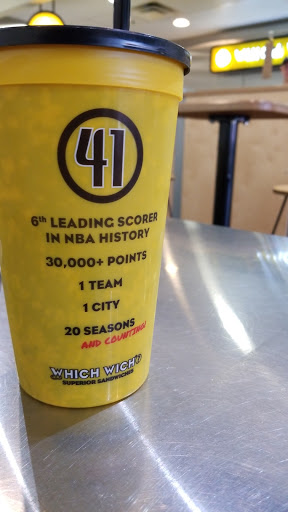 41
6th LEADING SCORER
IN NBA HISTORY
30,000+ POINTS
1 TEAM
1 CITY
20 SEASONS
AND COUNTING!
WHICH WICH
SUPERIOR SANDWICHES